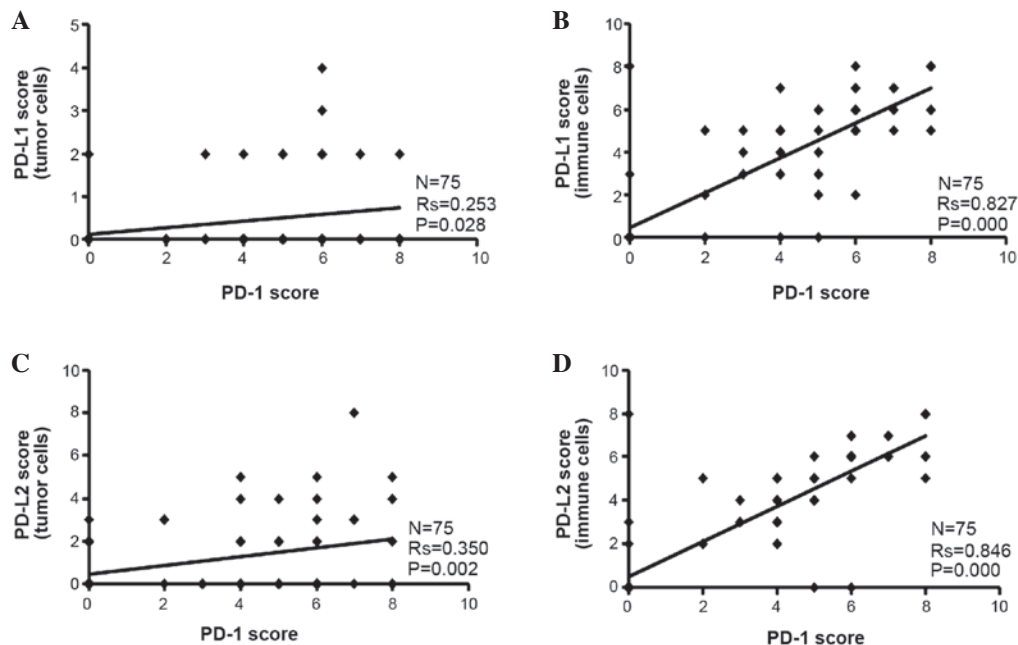 A
PD-L1 score
(tumor cells)
5
4
3
2
1
0
0
2
4
6
8
10
N=75
Rs=0.253
P=0.028
PD-1 score
B
PD-L1 score
(immune cells)
10
8
6
4
2
0
0
2
4
6
8
10
N=75
Rs=0.827
P=0.000
PD-1 score
C
PD-L2 score
(tumor cells)
10
8
6
4
2
0
0
2
4
6
8
10
N=75
Rs=0.350
P=0.002
PD-1 score
D
PD-L2 score
(immune cells)
10
8
6
4
2
0
0
2
4
6
8
10
N=75
Rs=0.846
P=0.000
PD-1 score